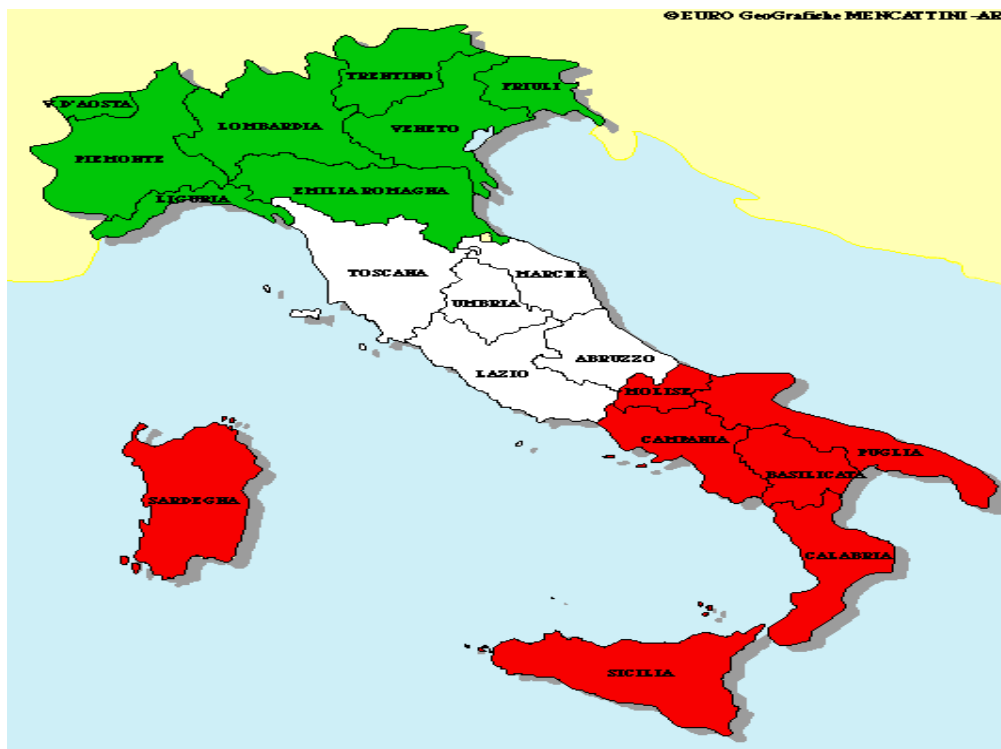 ©EURO GeoGrafiche MENCATTINI-AR
TRENTINO
FRIULI
V. D'AOSTA
LOMBARDIA
VENETO
PIEMONTE
EMILIA ROMAGNA
LIGURIA
TOSCANA
MARCHE
UMBRIA
ABRUZZO
LAZIO
MOLISE
CAMPANIA
PUGLIA
BASILICATA
SARDEGNA
CALABRIA
SICILIA